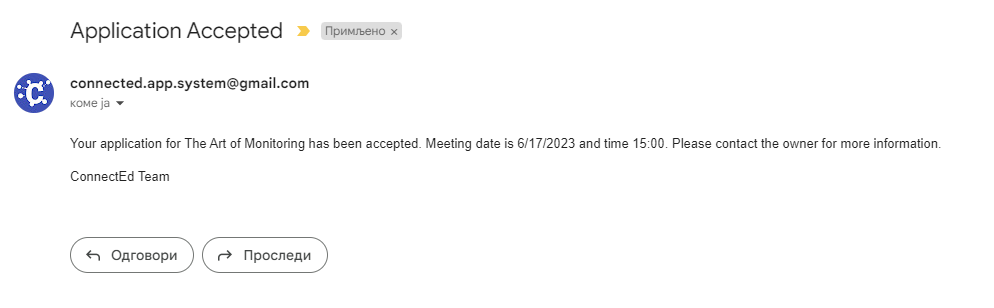 Application Accepted Примљено ×
connected.app.system@gmail.com
коме ја
Your application for The Art of Monitoring has been accepted. Meeting date is 6/17/2023 and time 15:00. Please contact the owner for more information.
ConnectEd Team
Одговори Проследи